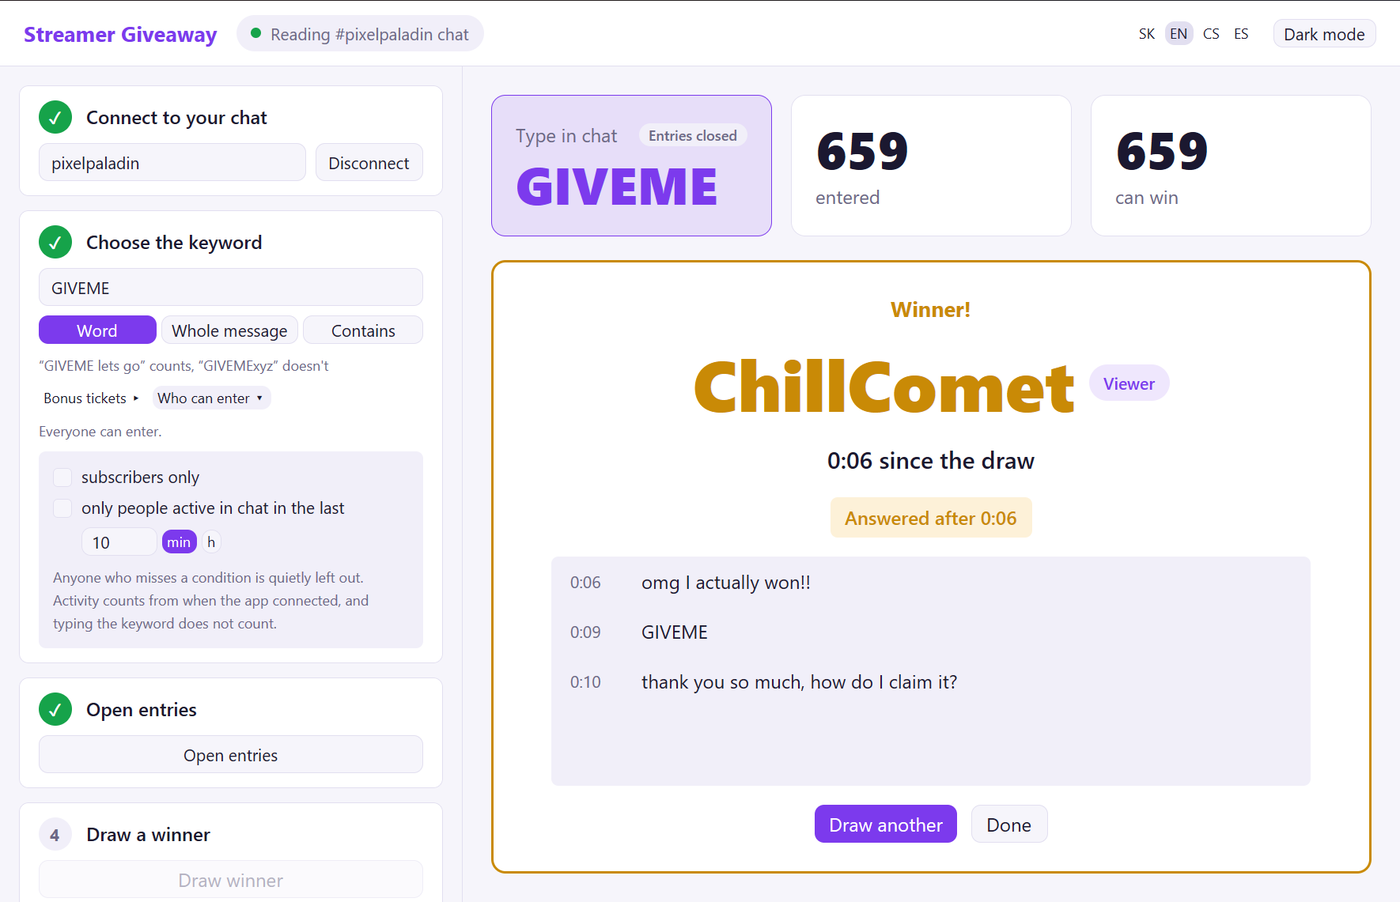 Streamer Giveaway
Reading #pixelpaladin chat
SK EN CS ES
Dark mode
Connect to your chat
pixelpaladin
Disconnect
Choose the keyword
GIVEME
Word
Whole message
Contains
“GIVEME lets go” counts, “GIVEMExyz” doesn't
Bonus tickets
Who can enter
Everyone can enter.
subscribers only
only people active in chat in the last
10 min h
Anyone who misses a condition is quietly left out.
Activity counts from when the app connected, and
typing the keyword does not count.
Open entries
Open entries
4 Draw a winner
Draw winner
Type in chat
Entries closed
GIVEME
659
entered
659
can win
Winner!
ChillComet
Viewer
0:06 since the draw
Answered after 0:06
0:06 omg I actually won!!
0:09 GIVEME
0:10 thank you so much, how do I claim it?
Draw another
Done